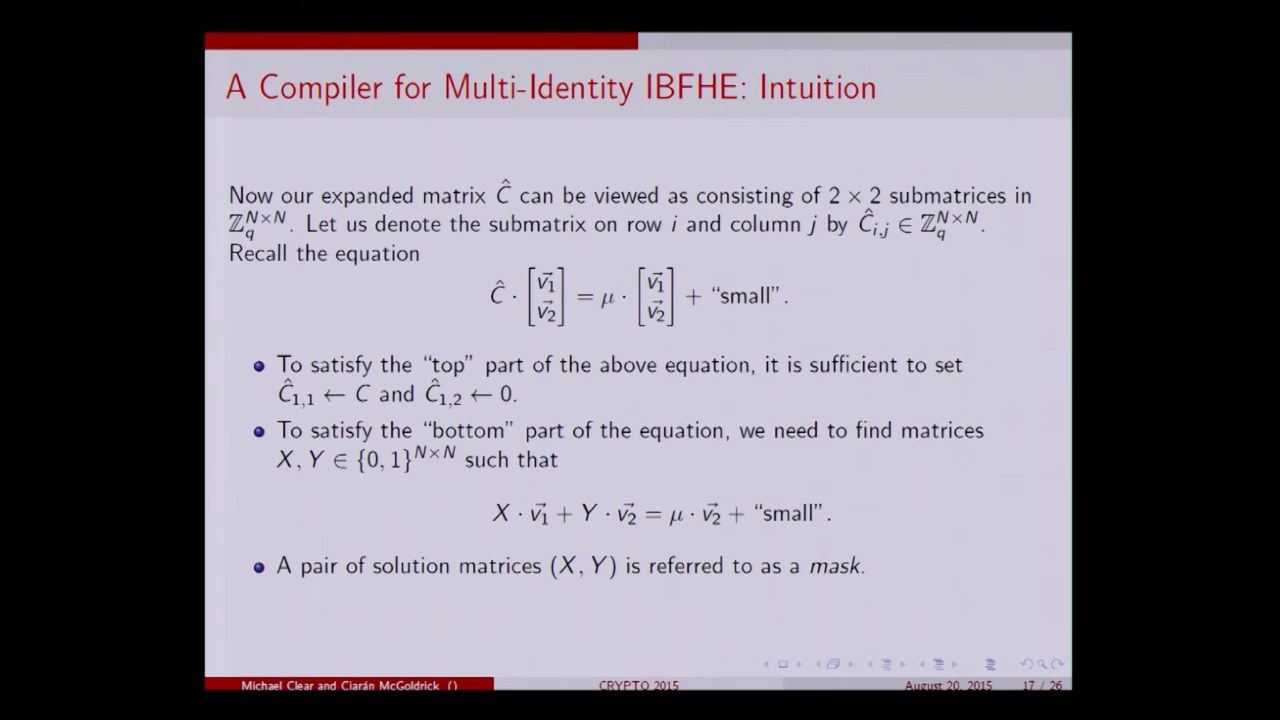 A Compiler for Multi-Identity IBFHE: Intuition
Now our expanded matrix Ĉ can be viewed as consisting of 2 × 2 submatrices in
ℤ_q^{N×N}. Let us denote the submatrix on row i and column j by Ĉ_{i,j} ∈ ℤ_q^{N×N}.
Recall the equation
Ĉ · [v⃗₁ v⃗₂] = μ · [v⃗₁ v⃗₂] + “small”.
To satisfy the “top” part of the above equation, it is sufficient to set
Ĉ_{1,1} ← C and Ĉ_{1,2} ← 0.
To satisfy the “bottom” part of the equation, we need to find matrices
X, Y ∈ {0, 1}^{N×N} such that
X · v⃗₁ + Y · v⃗₂ = μ · v⃗₂ + “small”.
A pair of solution matrices (X, Y) is referred to as a mask.
Michael Clear and Ciarán McGoldrick () CRYPTO 2015 August 20, 2015 17 / 26